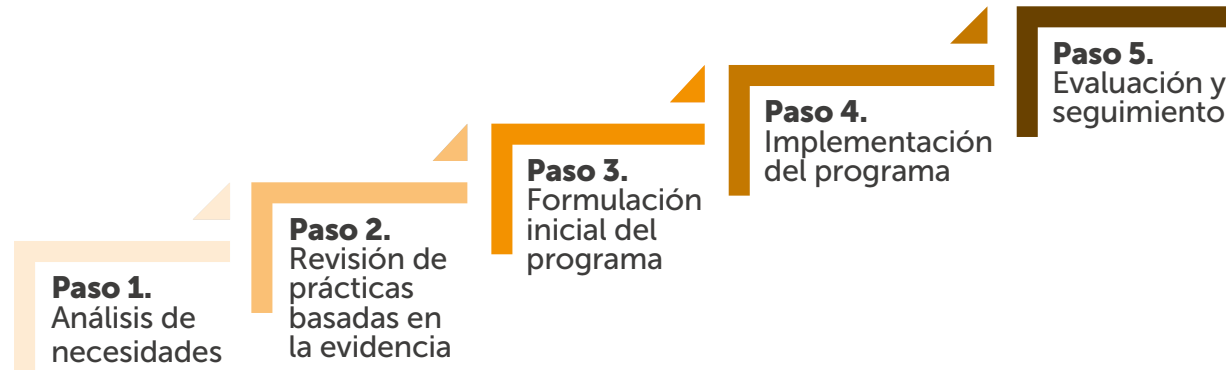 Paso 1.
Análisis de
necesidades
Paso 2.
Revisión de
prácticas
basadas en
la evidencia
Paso 3.
Formulación
inicial del
programa
Paso 4.
Implementación
del programa
Paso 5.
Evaluación y
seguimiento